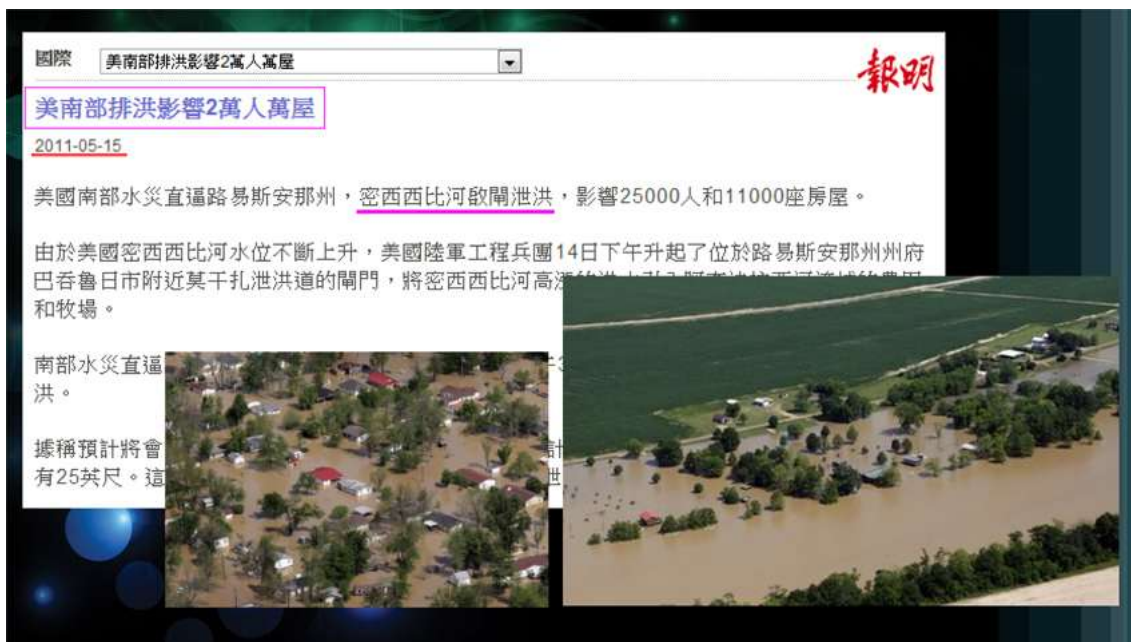 國際 美南部排洪影響2萬人萬屋
報明
美南部排洪影響2萬人萬屋
2011-05-15
美國南部水災直逼路易斯安那州,密西西比河啟閘泄洪,影響25000人和11000座房屋。
由於美國密西西比河水位不斷上升,美國陸軍工程兵團14日下午升起了位於路易斯安那州州府
巴吞魯日市附近莫干扎泄洪道的閘門,將密西西比河高漲
和牧場。
南部水災直逼
洪。
據稱預計將會
有25英尺。這